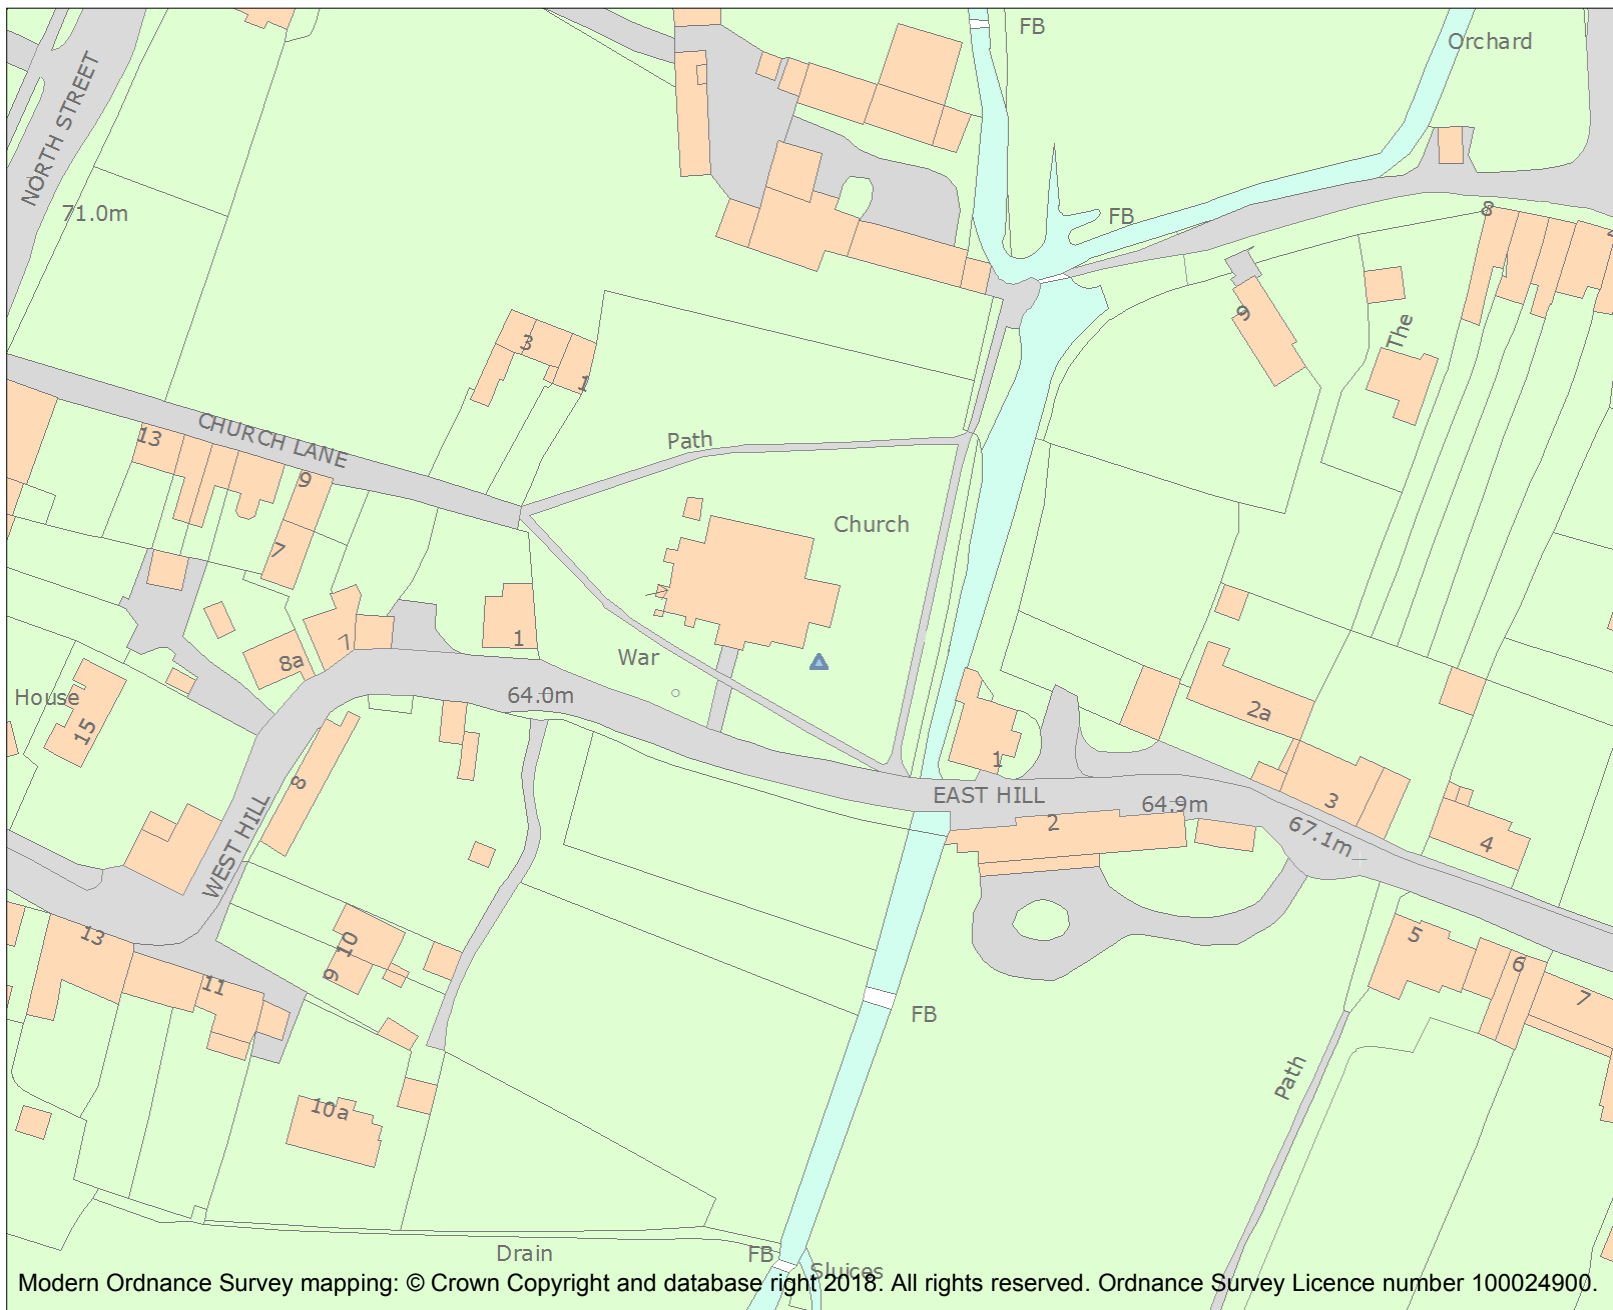 FB
Orchard
NORTH STREET
71.0m
FB
8
9
The
3
1
CHURCH LANE
13
Path
9
Church
7
1
7
8a
War
House
64.0m
15
2a
1
8
EAST HILL
64.9m
3
2
67.1m
4
WEST HILL
13
10
9
5
11
6
7
FB
Path
10a
Drain
FB
Sluices
Modern Ordnance Survey mapping: © Crown Copyright and database right 2018. All rights reserved. Ordnance Survey Licence number 100024900.